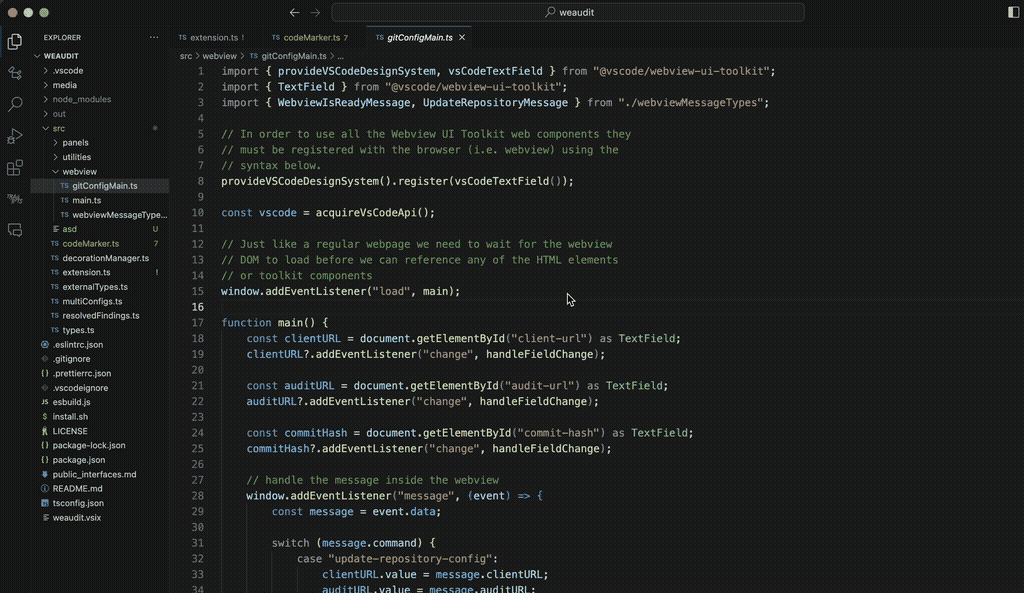 weaudit
EXPLORER ...
TS extension.ts !
TS codeMarker.ts 7
TS gitConfigMain.ts
src > webview > TS gitConfigMain.ts > ...
WEAUDIT
.vscode
media
node_modules
out
src
panels
utilities
webview
TS gitConfigMain.ts
TS main.ts
TS webviewMessageType...
asd U
TS codeMarker.ts 7
TS decorationManager.ts
TS extension.ts !
TS externalTypes.ts
TS multiConfigs.ts
TS resolvedFindings.ts
TS types.ts
.eslintrc.json
.gitignore
{} .prettierrc.json
.vscodeignore
JS esbuild.js
$ install.sh
LICENSE
{} package-lock.json
{} package.json
public_interfaces.md
README.md
tsconfig.json
weaudit.vsix
1 import { provideVSCodeDesignSystem, vsCodeTextField } from "@vscode/webview-ui-toolkit";
2 import { TextField } from "@vscode/webview-ui-toolkit";
3 import { WebviewIsReadyMessage, UpdateRepositoryMessage } from "./webviewMessageTypes";
4
5 // In order to use all the Webview UI Toolkit web components they
6 // must be registered with the browser (i.e. webview) using the
7 // syntax below.
8 provideVSCodeDesignSystem().register(vsCodeTextField());
9
10 const vscode = acquireVsCodeApi();
11
12 // Just like a regular webpage we need to wait for the webview
13 // DOM to load before we can reference any of the HTML elements
14 // or toolkit components
15 window.addEventListener("load", main);
16
17 function main() {
18 const clientURL = document.getElementById("client-url") as TextField;
19 clientURL?.addEventListener("change", handleFieldChange);
20
21 const auditURL = document.getElementById("audit-url") as TextField;
22 auditURL?.addEventListener("change", handleFieldChange);
23
24 const commitHash = document.getElementById("commit-hash") as TextField;
25 commitHash?.addEventListener("change", handleFieldChange);
26
27 // handle the message inside the webview
28 window.addEventListener("message", (event) => {
29 const message = event.data;
30
31 switch (message.command) {
32 case "update-repository-config":
33 clientURL.value = message.clientURL;
34 auditURL.value = message.auditURL;